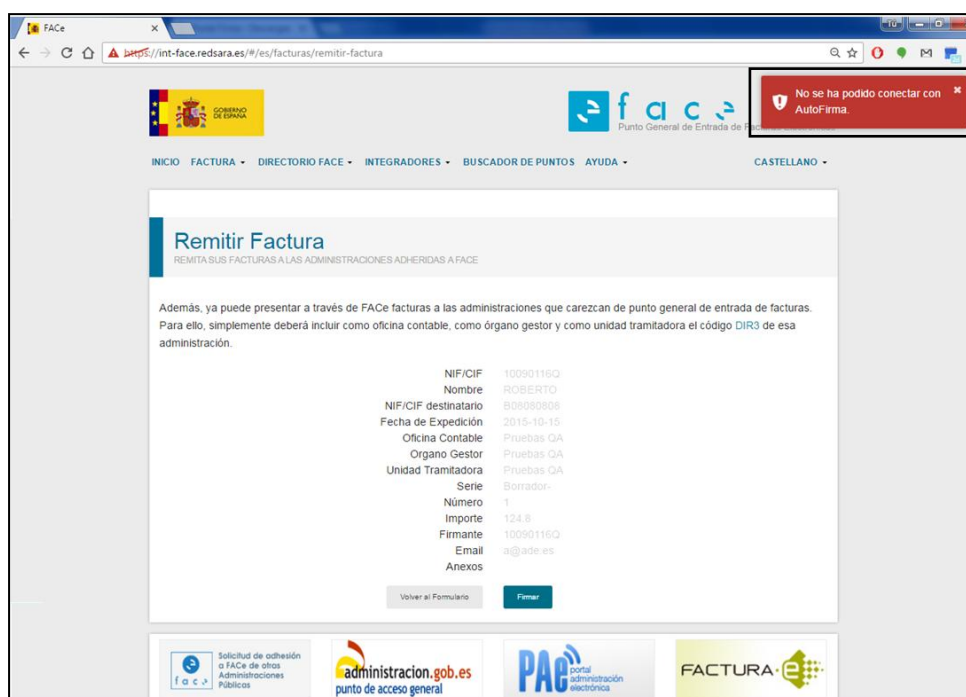 FACe
https://int-face.redsara.es/#/es/facturas/remitir-factura
No se ha podido conectar con
AutoFirma.
GOBIERNO
DE ESPAÑA
face
Punto General de Entrada de
INICIO FACTURA DIRECTORIO FACE INTEGRADORES BUSCADOR DE PUNTOS AYUDA CASTELLANO
Remitir Factura
REMITA SUS FACTURAS A LAS ADMINISTRACIONES ADHERIDAS A FACE
Además, ya puede presentar a través de FACe facturas a las administraciones que carezcan de punto general de entrada de facturas.
Para ello, simplemente deberá incluir como oficina contable, como órgano gestor y como unidad tramitadora el código DIR3 de esa
administración.
NIF/CIF 10090116Q
Nombre ROBERTO
NIF/CIF destinatario B08080808
Fecha de Expedición 2015-10-15
Oficina Contable Pruebas QA
Organo Gestor Pruebas QA
Unidad Tramitadora Pruebas QA
Serie Borrador-
Número 1
Importe 124.8
Firmante 10090116Q
Email a@ade.es
Anexos
Volver al Formulario Firmar
face
Solicitud de adhesión
a FACe de otras
Administraciones
Públicas
administracion.gob.es
punto de acceso general
PAe portal
administración
electrónica
FACTURA-e